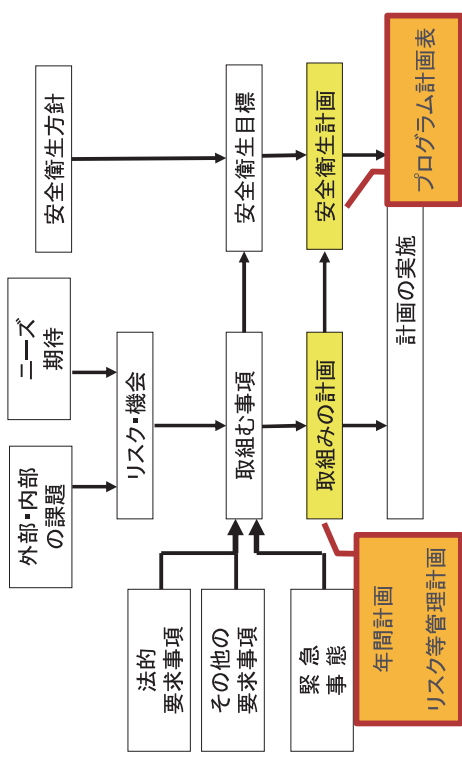 外部・内部
の課題
ニーズ
期待
安全衛生方針
リスク・機会
法的
要求事項
その他の
要求事項
緊急
事態
取組む事項
安全衛生目標
取組みの計画
安全衛生計画
計画の実施
年間計画
リスク等管理計画
プログラム計画表